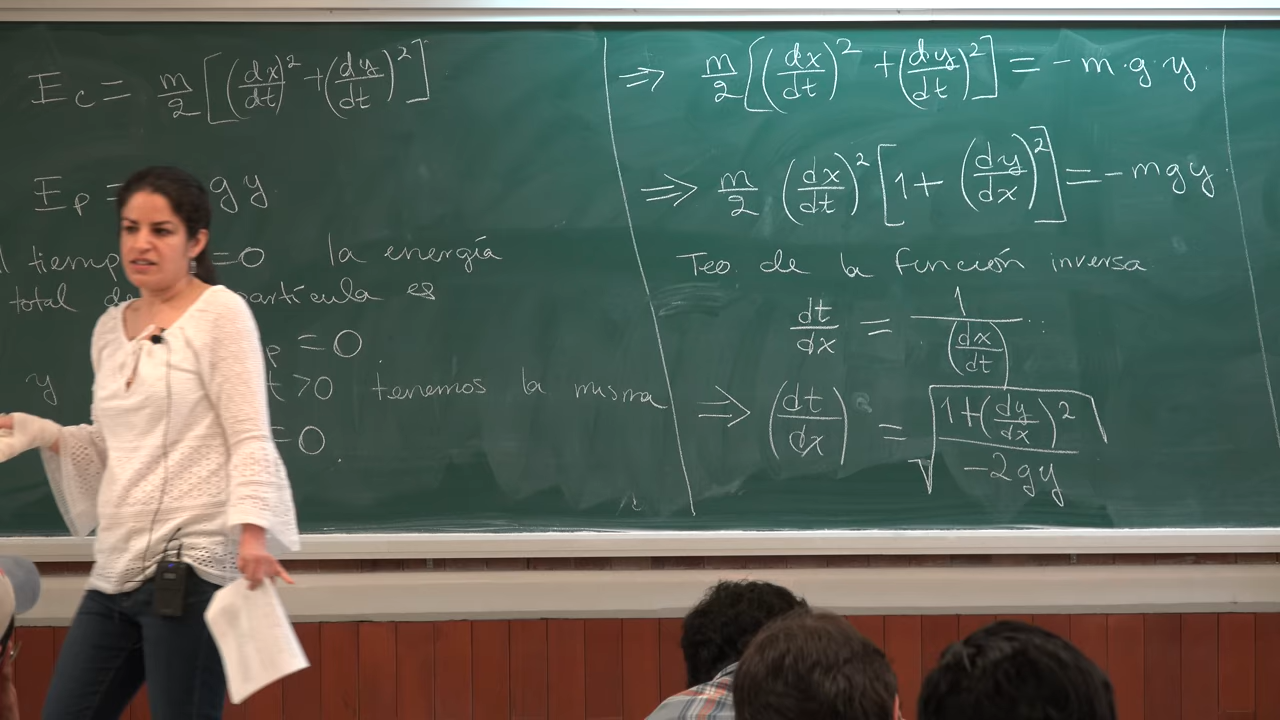 E_c = m/2 [(dx/dt)² + (dy/dt)²]
E_p = gy.
tiemp =0 la energía
total de partícula es
p = 0.
y t>0 tenemos la misma
=0.
⇒ m/2 [(dx/dt)² + (dy/dt)²] = -m·g·y.
⇒ m/2 (dx/dt)² [1 + (dy/dx)²] = -mgy
Teo. de la función inversa
dt/dx = 1/(dx/dt)
⇒ (dt/dx) = √((1+(dy/dx)²)/(-2gy))